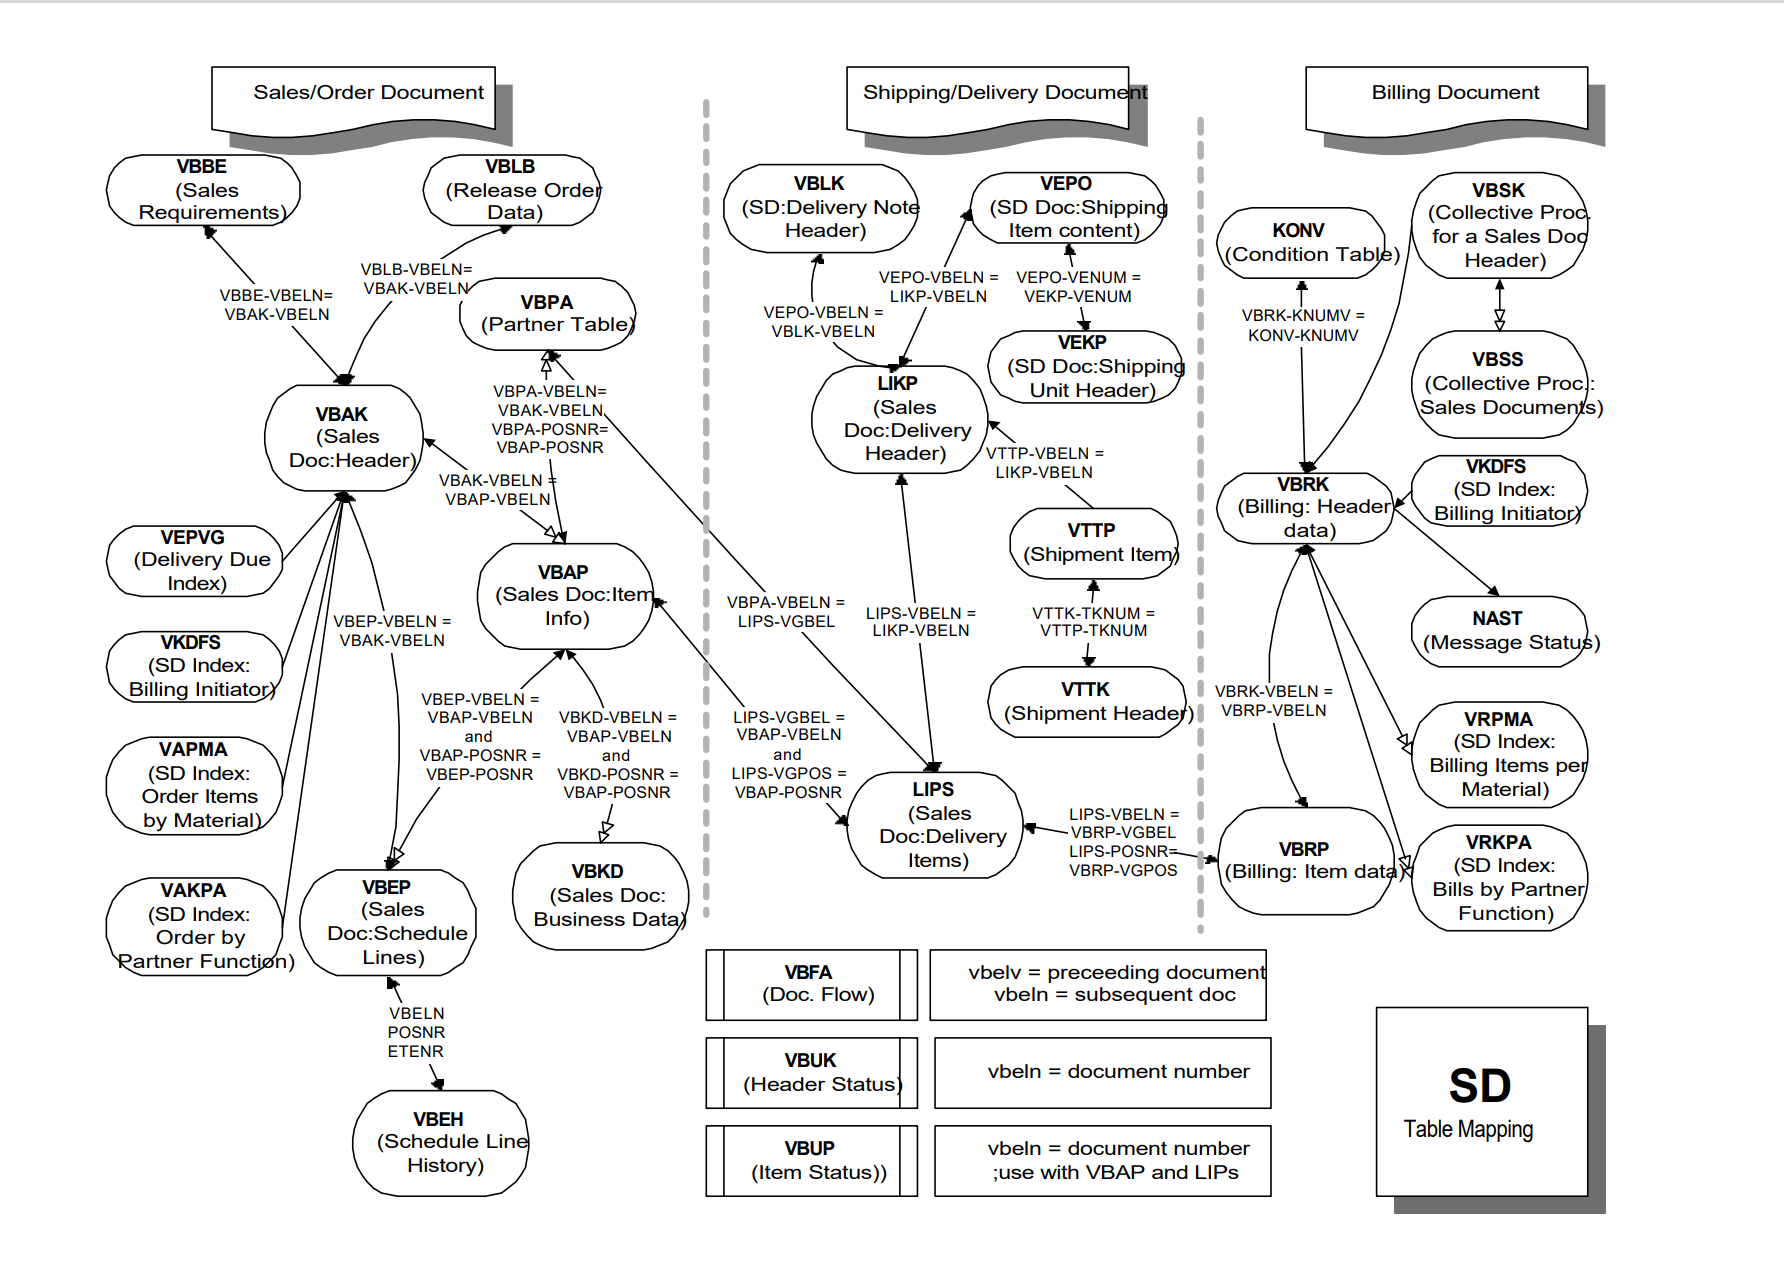 Sales/Order Document
Shipping/Delivery Document
Billing Document
VBBE
(Sales
Requirements)
VBLB
(Release Order
Data)
VBBE-VBELN=
VBAK-VBELN
VBLB-VBELN=
VBAK-VBELN
VBPA
(Partner Table)
VBPA-VBELN=
VBAK-VBELN
VBPA-POSNR=
VBAP-POSNR
VBAK
(Sales
Doc:Header)
VBAK-VBELN =
VBAP-VBELN
VEPVG
(Delivery Due
Index)
VKDFS
(SD Index:
Billing Initiator)
VAPMA
(SD Index:
Order Items
by Material)
VAKPA
(SD Index:
Order by
Partner Function)
VBEP-VBELN =
VBAK-VBELN
VBAP
(Sales Doc:Item
Info)
VBEP-VBELN =
VBAP-VBELN
and
VBAP-POSNR =
VBEP-POSNR
VBKD-VBELN =
VBAP-VBELN
and
VBKD-POSNR =
VBAP-POSNR
VBEP
(Sales
Doc:Schedule
Lines)
VBKD
(Sales Doc:
Business Data)
VBELN
POSNR
ETENR
VBEH
(Schedule Line
History)
VBLK
(SD:Delivery Note
Header)
VEPO
(SD Doc:Shipping
Item content)
VEPO-VBELN =
LIKP-VBELN
VEPO-VENUM =
VEKP-VENUM
VEPO-VBELN =
VBLK-VBELN
VEKP
(SD Doc:Shipping
Unit Header)
LIKP
(Sales
Doc:Delivery
Header)
VTTP-VBELN =
LIKP-VBELN
VTTP
(Shipment Item)
VBPA-VBELN =
LIPS-VGBEL
LIPS-VBELN =
LIKP-VBELN
VTTK-TKNUM =
VTTP-TKNUM
VTTK
(Shipment Header)
LIPS-VGBEL =
VBAP-VBELN
and
LIPS-VGPOS =
VBAP-POSNR
LIPS
(Sales
Doc:Delivery
Items)
LIPS-VBELN =
VBRP-VGBEL
LIPS-POSNR=
VBRP-VGPOS
KONV
(Condition Table)
VBSK
(Collective Proc.
for a Sales Doc
Header)
VBRK-KNUMV =
KONV-KNUMV
VBSS
(Collective Proc.:
Sales Documents)
VBRK
(Billing: Header
data)
VKDFS
(SD Index:
Billing Initiator)
NAST
(Message Status)
VBRK-VBELN =
VBRP-VBELN
VRPMA
(SD Index:
Billing Items per
Material)
VBRP
(Billing: Item data)
VRKPA
(SD Index:
Bills by Partner
Function)
VBFA
(Doc. Flow)
vbelv = preceeding document
vbeln = subsequent doc
VBUK
(Header Status)
vbeln = document number
VBUP
(Item Status))
vbeln = document number
;use with VBAP and LIPs
SD
Table Mapping